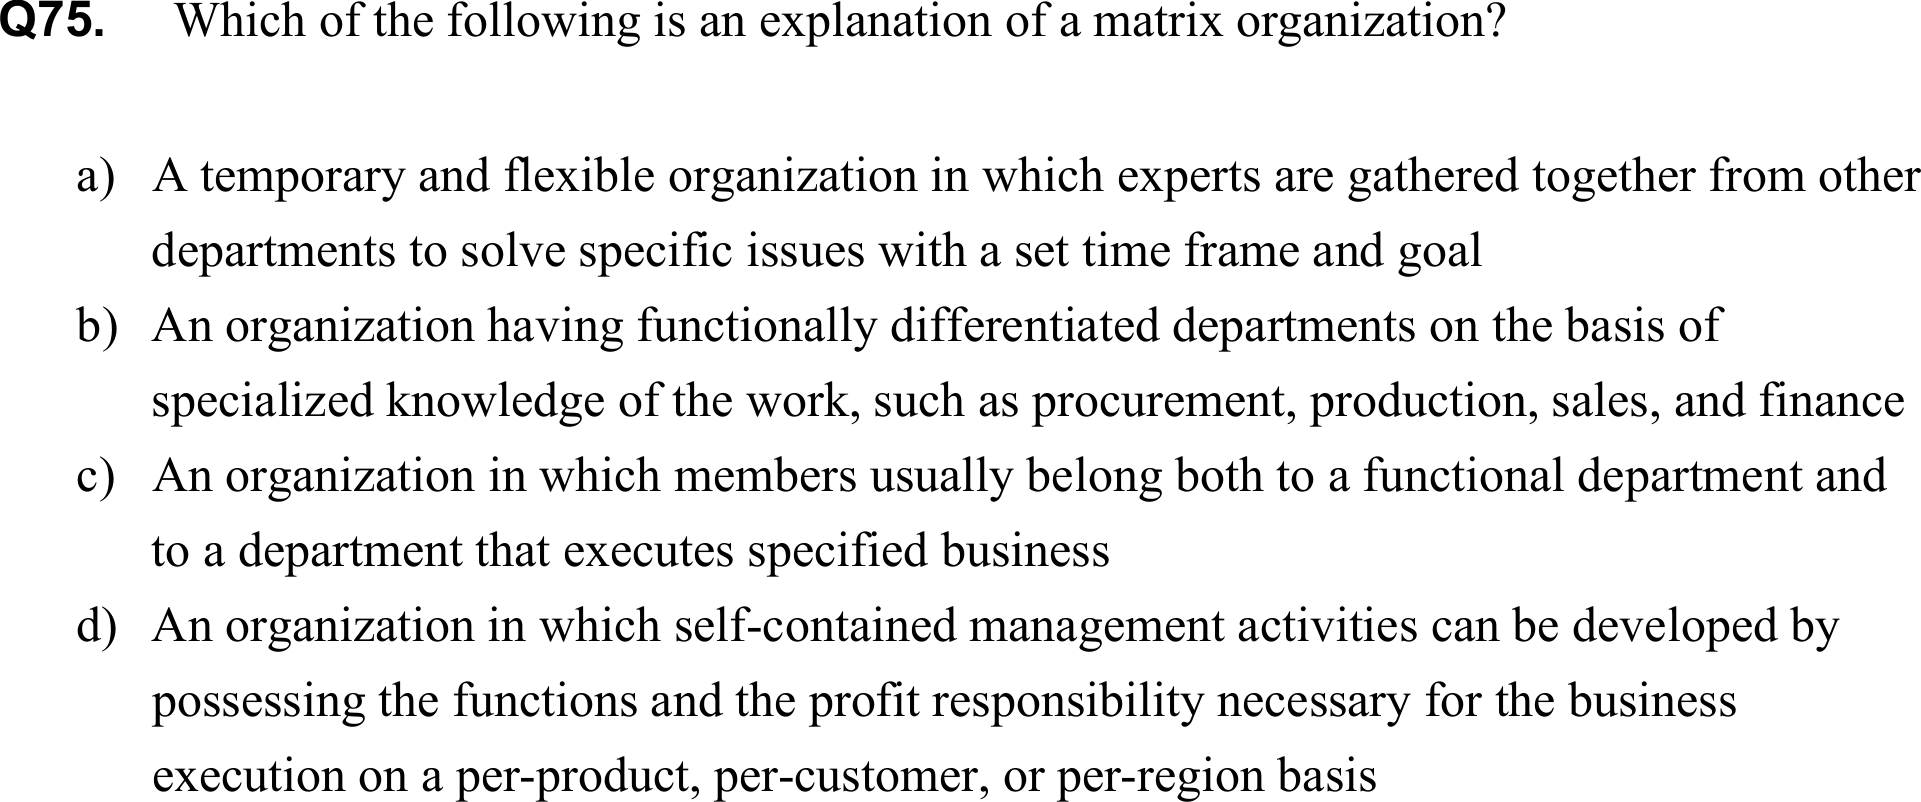 Q75. Which of the following is an explanation of a matrix organization?
a) A temporary and flexible organization in which experts are gathered together from other
departments to solve specific issues with a set time frame and goal
b) An organization having functionally differentiated departments on the basis of
specialized knowledge of the work, such as procurement, production, sales, and finance
c) An organization in which members usually belong both to a functional department and
to a department that executes specified business
d) An organization in which self-contained management activities can be developed by
possessing the functions and the profit responsibility necessary for the business
execution on a per-product, per-customer, or per-region basis